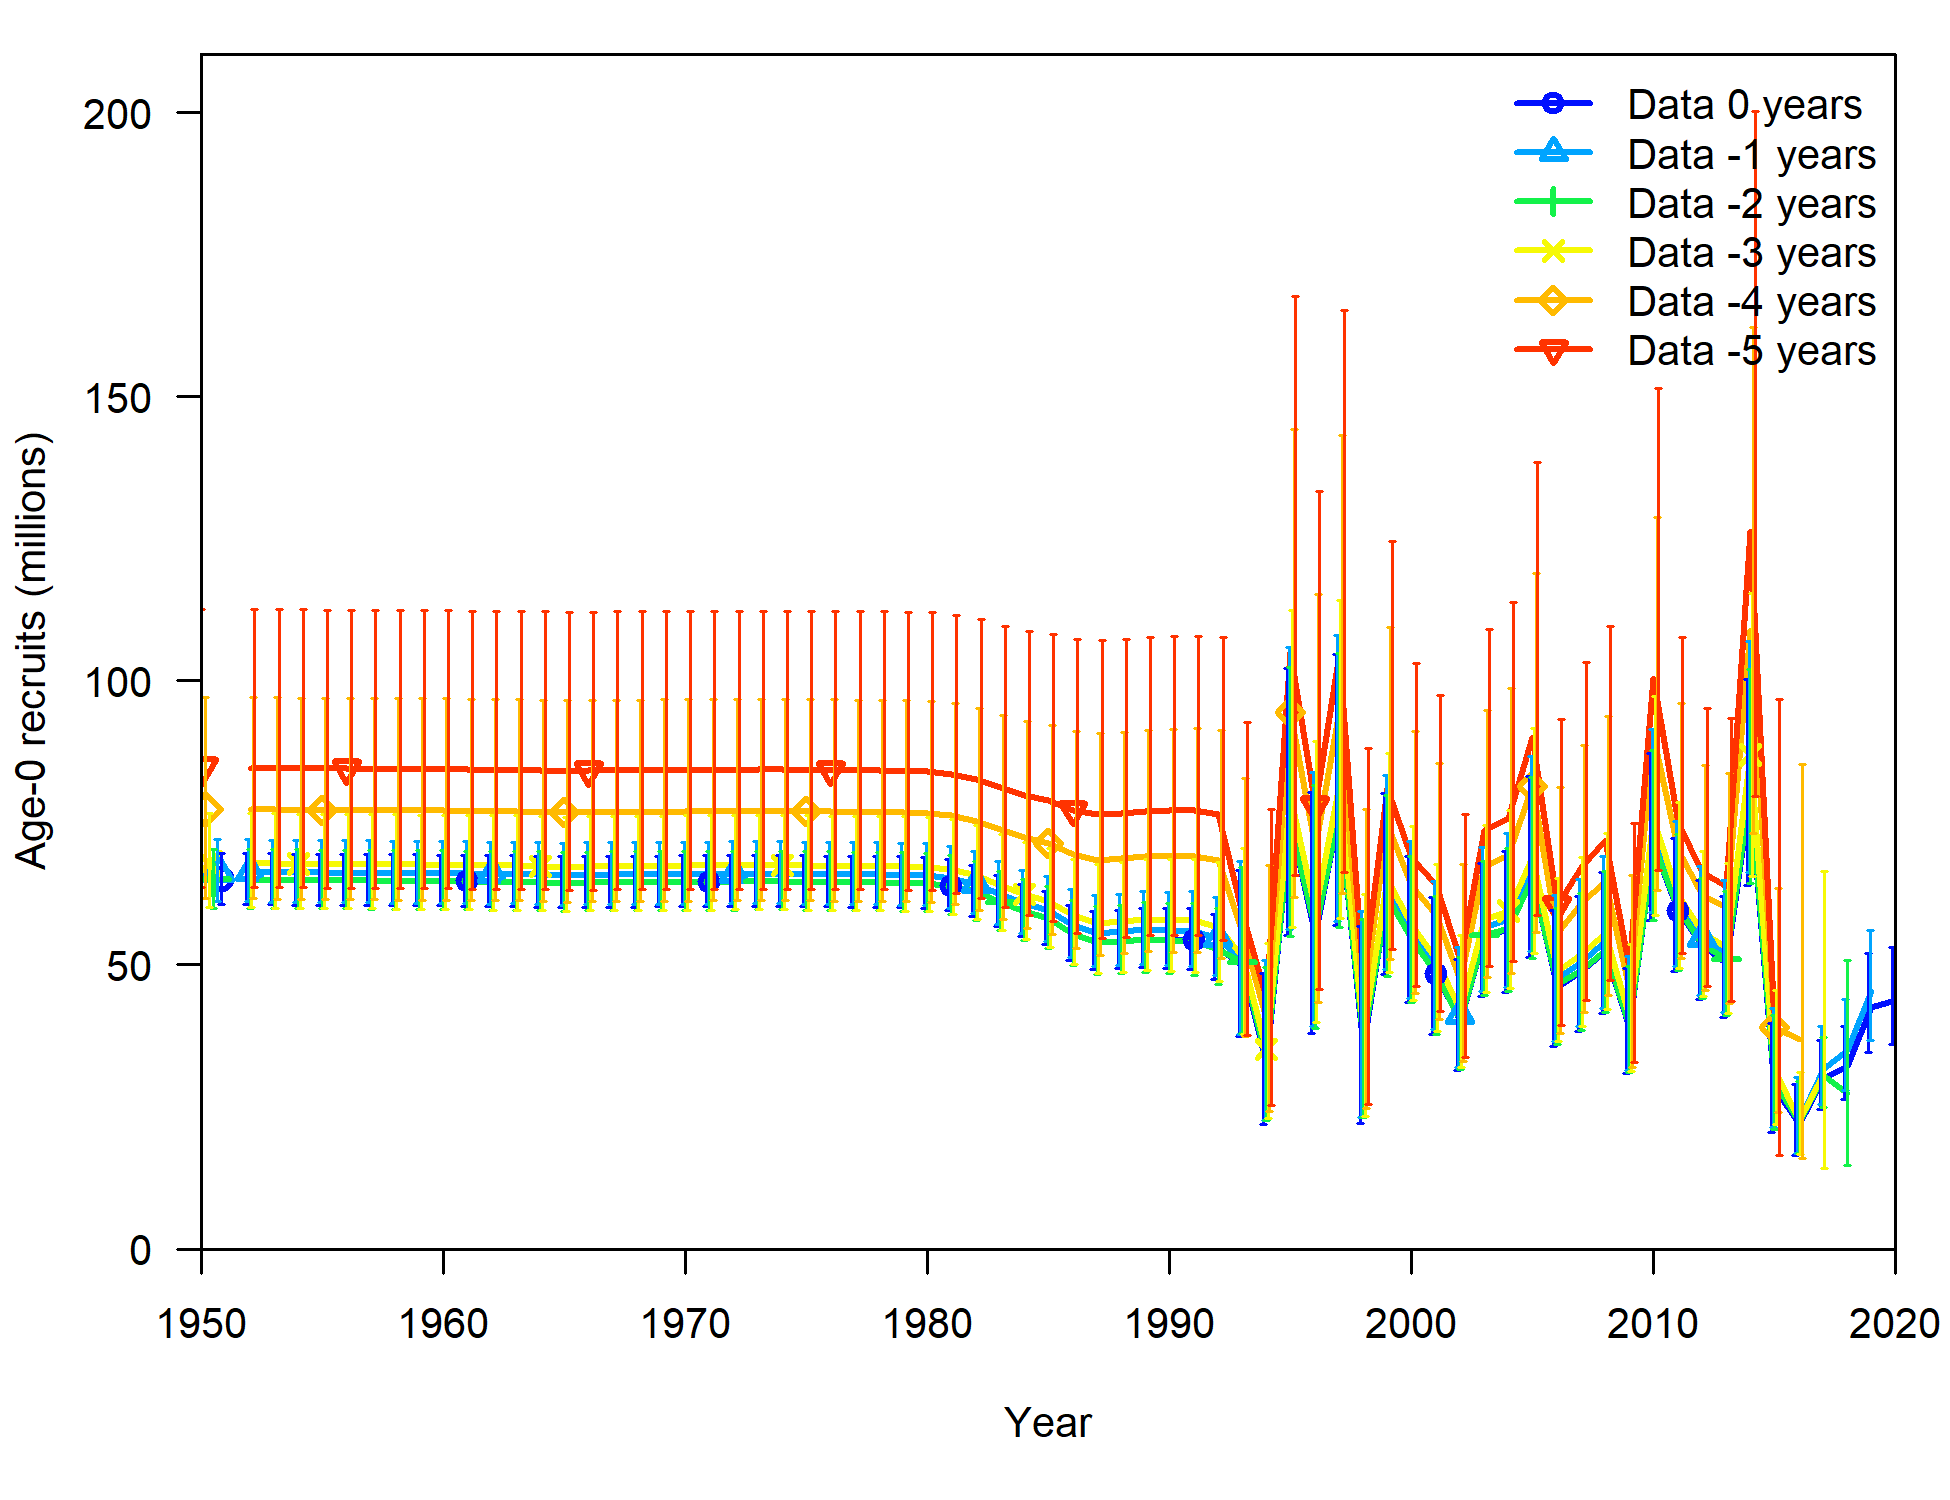 Data 0 years
Data -1 years
Data -2 years
Data -3 years
Data -4 years
Data -5 years
200
150
100
50
0
Age-0 recruits (millions)
1950 1960 1970 1980 1990 2000 2010 2020
Year